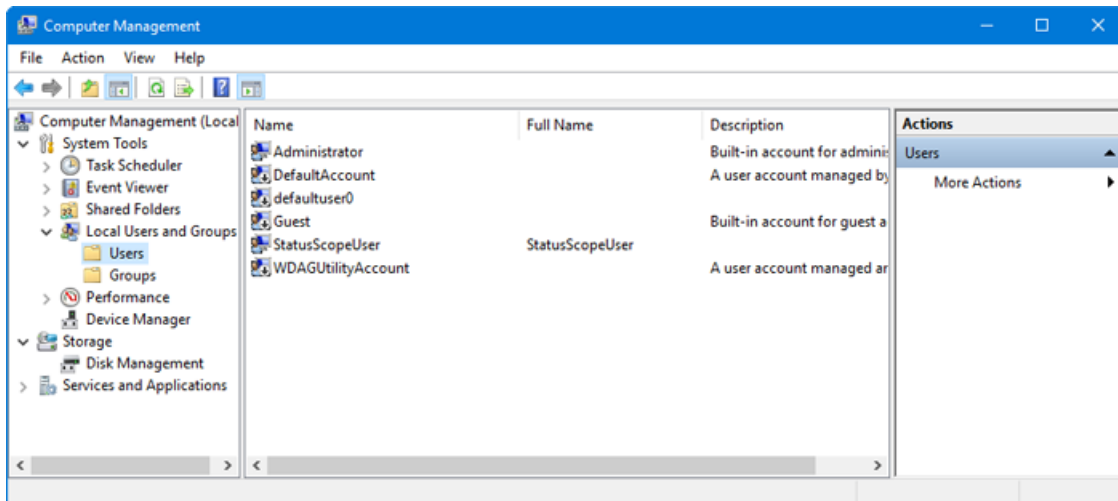 Computer Management
File Action View Help
Computer Management (Local
System Tools
Task Scheduler
Event Viewer
Shared Folders
Local Users and Groups
Users
Groups
Performance
Device Manager
Storage
Disk Management
Services and Applications
Name Full Name Description
Administrator Built-in account for adminis
DefaultAccount A user account managed by
defaultuser0
Guest Built-in account for guest a
StatusScopeUser StatusScopeUser
WDAGUtilityAccount A user account managed an
Actions
Users
More Actions